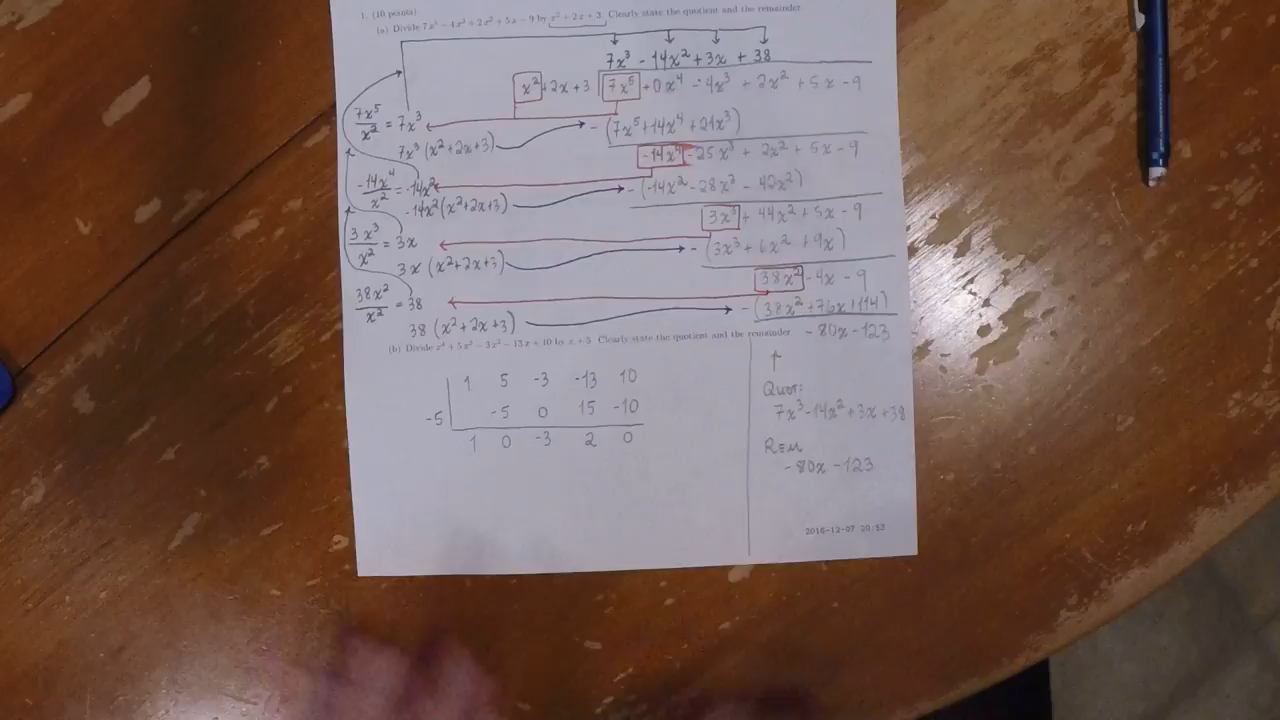 1. (10 points)
(a) Divide 7x⁵ − 4x³ + 2x² + 5x − 9 by x² + 2x + 3. Clearly state the quotient and the remainder.
7x³ - 14x² + 3x + 38
x² + 2x + 3 7x⁵ + 0x⁴ - 4x³ + 2x² + 5x - 9
7x⁵/x² = 7x³
- (7x⁵ + 14x⁴ + 21x³)
7x³ (x² + 2x + 3)
-14x⁴ - 25x³ + 2x² + 5x - 9
-14x⁴/x² = -14x²
- (-14x² - 28x³ - 42x²)
-14x² (x² + 2x + 3)
3x³ + 44x² + 5x - 9
3x³/x² = 3x
- (3x³ + 6x² + 9x)
3x (x² + 2x + 3)
38x² - 4x - 9
38x²/x² = 38
- (38x² + 76x + 114)
38 (x² + 2x + 3)
- 80x - 123
(b) Divide x⁴ + 5x³ − 3x² − 13x + 10 by x + 5. Clearly state the quotient and the remainder.
1 5 -3 -13 10
-5 -5 0 15 -10
1 0 -3 2 0
Quot:
7x³ - 14x² + 3x + 38
Rem
- 80x - 123
2016-12-07 20:53